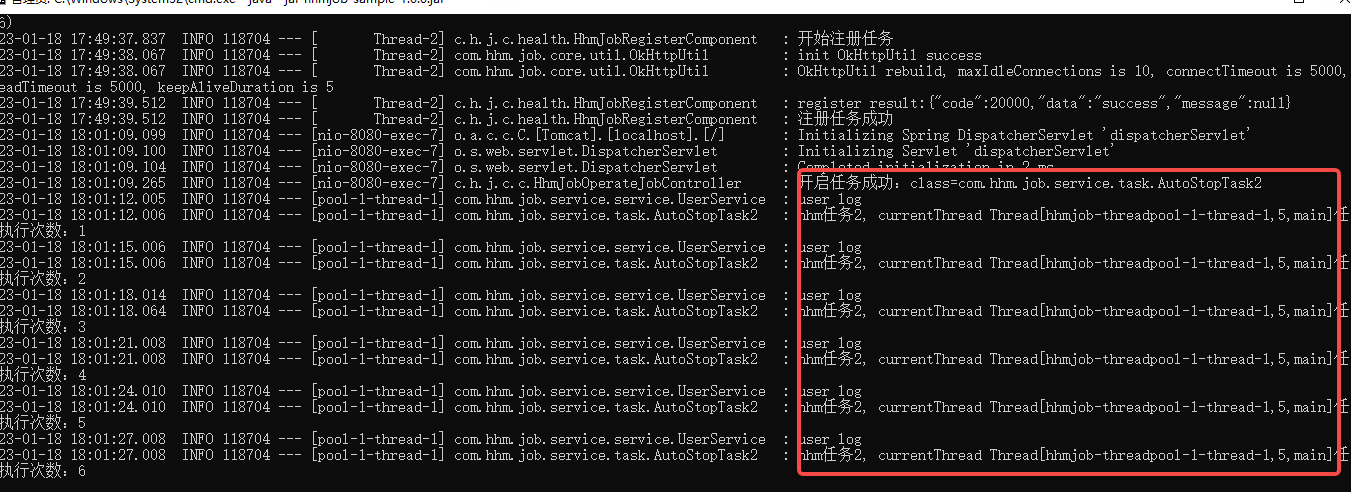 管理员: C:\Windows\System32\cmd.exe - java -jar hhmjob-sample-1.0.0.jar
6)
23-01-18 17:49:37.837  INFO 118704 --- [       Thread-2] c.h.j.c.health.HhmJobRegisterComponent   : 开始注册任务
23-01-18 17:49:38.067  INFO 118704 --- [       Thread-2] com.hhm.job.core.util.OkHttpUtil         : init OkHttpUtil success
23-01-18 17:49:38.067  INFO 118704 --- [       Thread-2] com.hhm.job.core.util.OkHttpUtil         : OkHttpUtil rebuild, maxIdleConnections is 10, connectTimeout is 5000,
eadTimeout is 5000, keepAliveDuration is 5
23-01-18 17:49:39.512  INFO 118704 --- [       Thread-2] c.h.j.c.health.HhmJobRegisterComponent   : register result:{"code":20000,"data":"success","message":null}
23-01-18 17:49:39.512  INFO 118704 --- [       Thread-2] c.h.j.c.health.HhmJobRegisterComponent   : 注册任务成功
23-01-18 18:01:09.099  INFO 118704 --- [nio-8080-exec-7] o.a.c.c.C.[Tomcat].[localhost].[/]       : Initializing Spring DispatcherServlet 'dispatcherServlet'
23-01-18 18:01:09.100  INFO 118704 --- [nio-8080-exec-7] o.s.web.servlet.DispatcherServlet        : Initializing Servlet 'dispatcherServlet'
23-01-18 18:01:09.104  INFO 118704 --- [nio-8080-exec-7] o.s.web.servlet.DispatcherServlet        : Completed initialization in 2 ms
23-01-18 18:01:09.265  INFO 118704 --- [nio-8080-exec-7] c.h.j.c.c.HhmJobOperateJobController     : 开启任务成功：class=com.hhm.job.service.task.AutoStopTask2
23-01-18 18:01:12.005  INFO 118704 --- [pool-1-thread-1] com.hhm.job.service.service.UserService  : user log
23-01-18 18:01:12.006  INFO 118704 --- [pool-1-thread-1] com.hhm.job.service.task.AutoStopTask2   : hhm任务2, currentThread Thread[hhmjob-threadpool-1-thread-1,5,main]任
执行次数：1
23-01-18 18:01:15.006  INFO 118704 --- [pool-1-thread-1] com.hhm.job.service.service.UserService  : user log
23-01-18 18:01:15.006  INFO 118704 --- [pool-1-thread-1] com.hhm.job.service.task.AutoStopTask2   : hhm任务2, currentThread Thread[hhmjob-threadpool-1-thread-1,5,main]任
执行次数：2
23-01-18 18:01:18.014  INFO 118704 --- [pool-1-thread-1] com.hhm.job.service.service.UserService  : user log
23-01-18 18:01:18.064  INFO 118704 --- [pool-1-thread-1] com.hhm.job.service.task.AutoStopTask2   : hhm任务2, currentThread Thread[hhmjob-threadpool-1-thread-1,5,main]任
执行次数：3
23-01-18 18:01:21.008  INFO 118704 --- [pool-1-thread-1] com.hhm.job.service.service.UserService  : user log
23-01-18 18:01:21.008  INFO 118704 --- [pool-1-thread-1] com.hhm.job.service.task.AutoStopTask2   : hhm任务2, currentThread Thread[hhmjob-threadpool-1-thread-1,5,main]任
执行次数：4
23-01-18 18:01:24.010  INFO 118704 --- [pool-1-thread-1] com.hhm.job.service.service.UserService  : user log
23-01-18 18:01:24.010  INFO 118704 --- [pool-1-thread-1] com.hhm.job.service.task.AutoStopTask2   : hhm任务2, currentThread Thread[hhmjob-threadpool-1-thread-1,5,main]任
执行次数：5
23-01-18 18:01:27.008  INFO 118704 --- [pool-1-thread-1] com.hhm.job.service.service.UserService  : user log
23-01-18 18:01:27.008  INFO 118704 --- [pool-1-thread-1] com.hhm.job.service.task.AutoStopTask2   : hhm任务2, currentThread Thread[hhmjob-threadpool-1-thread-1,5,main]任
执行次数：6